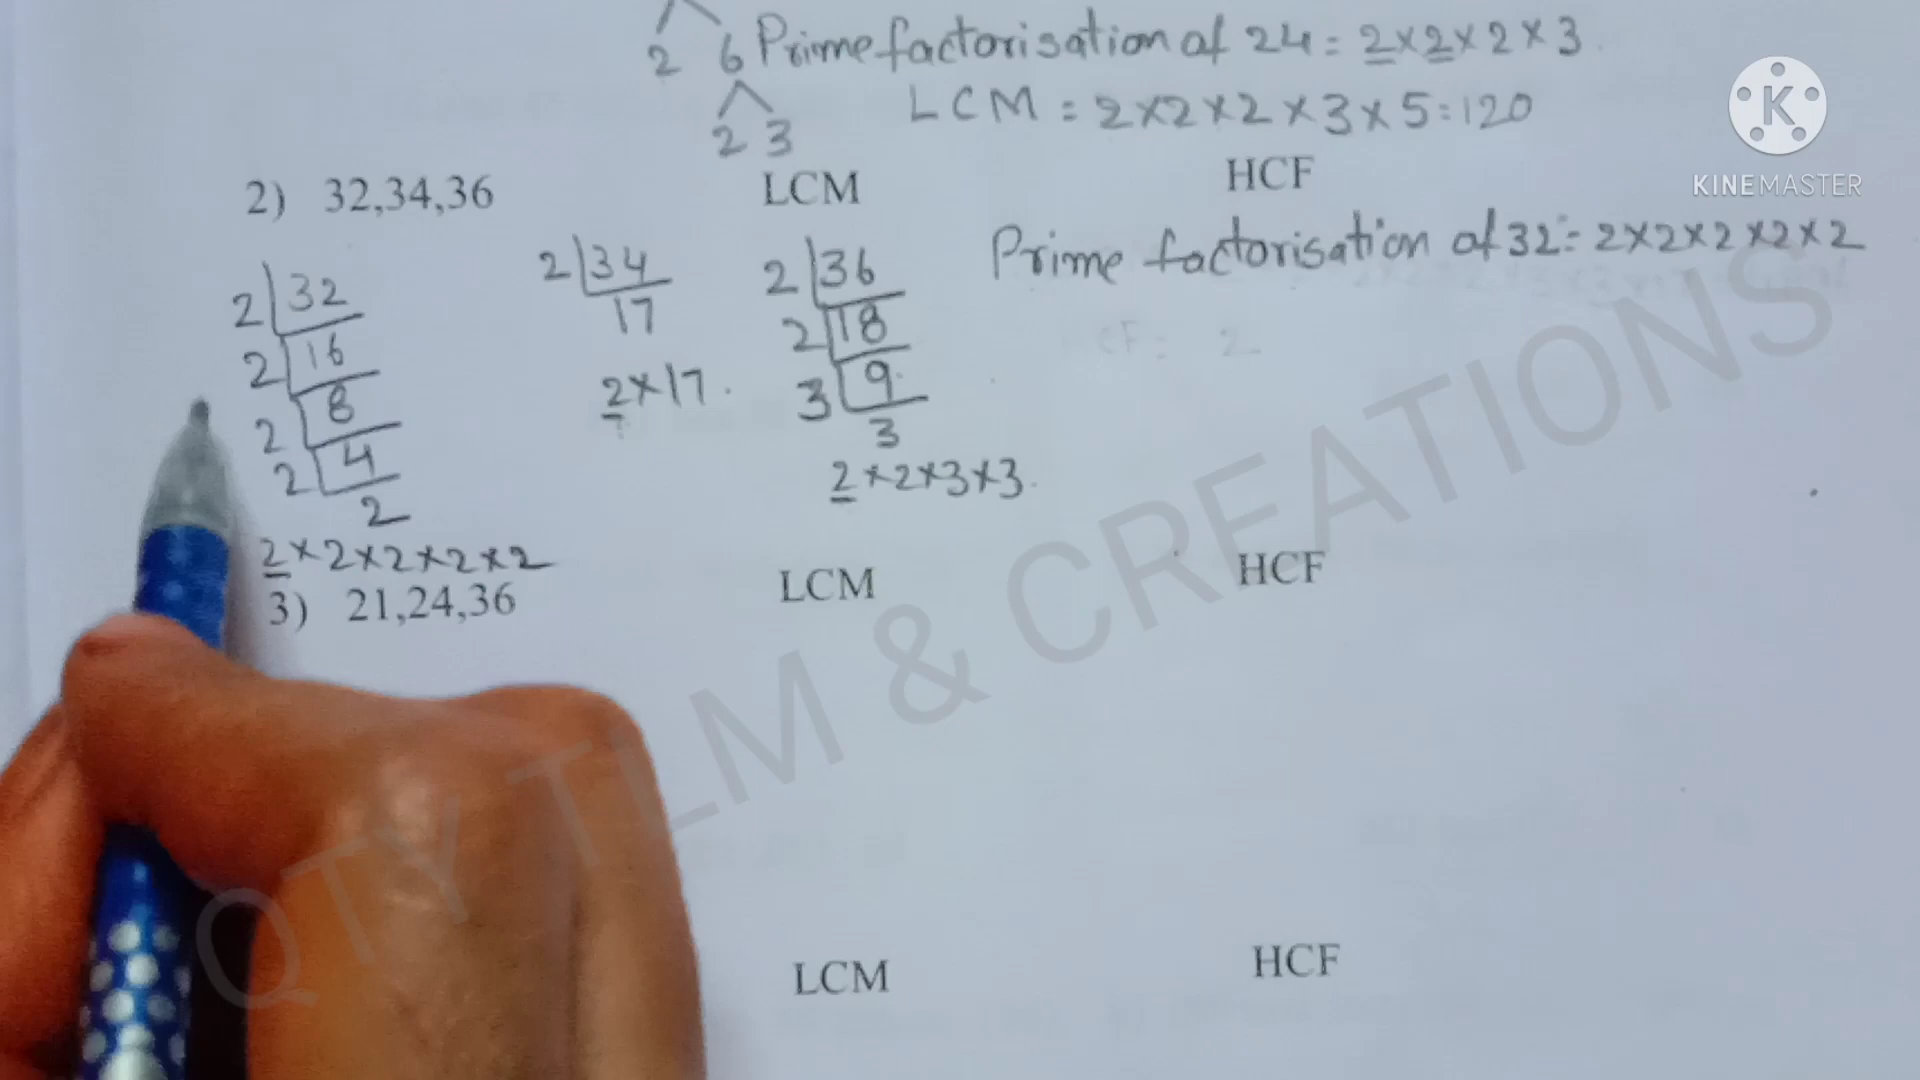 2 6 Prime factorisation of 24 = 2×2×2×3.
2 3 LCM = 2×2×2×3×5=120
K
KINEMASTER
2) 32,34,36 LCM HCF
Prime factorisation of 32 = 2×2×2×2×2
2 32
2 16
2 8
2 4
2
2×2×2×2×2
2 34
17
2×17.
2 36
2 18
3 9
3
2×2×3×3.
HCF = 2
3) 21,24,36 LCM HCF
LCM HCF
QTY TLM & CREATIONS